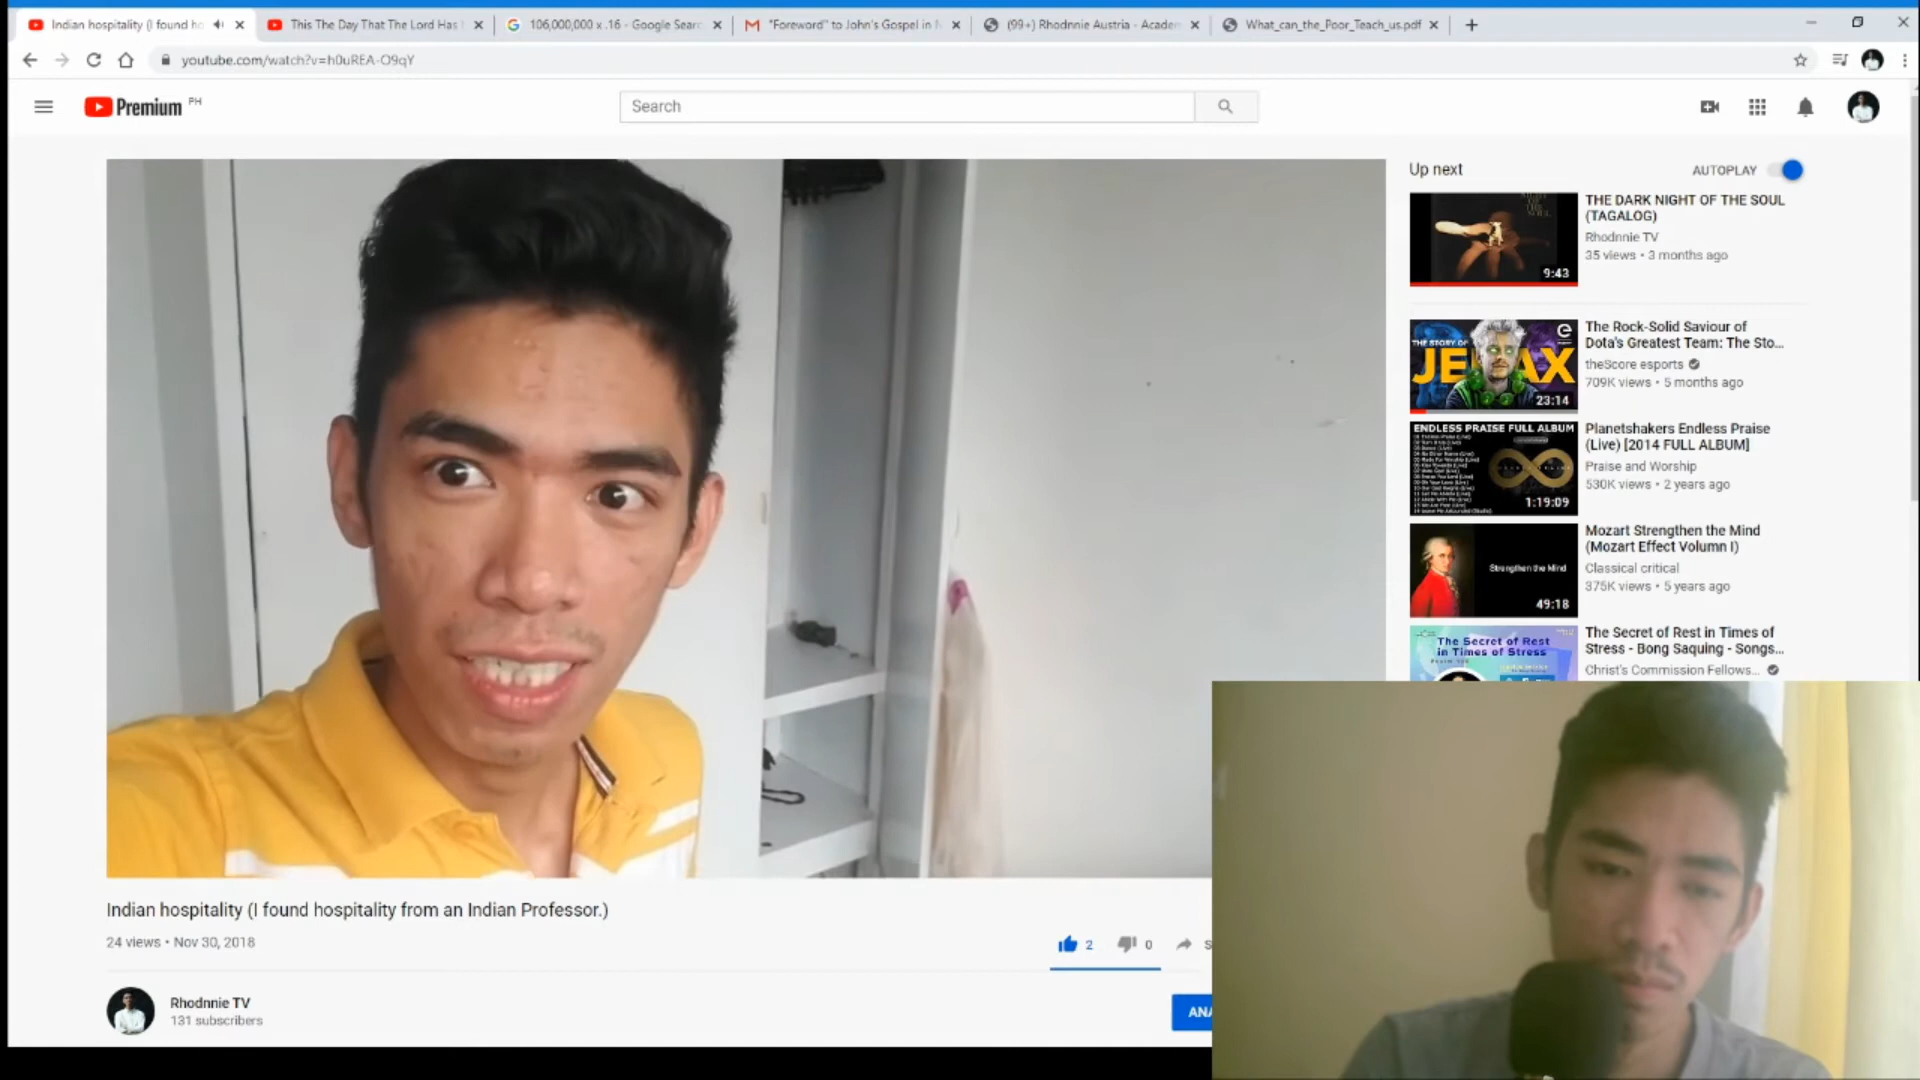 Indian hospitality (I found ho
This The Day That The Lord Has
106,000,000 x .16 - Google Searc
"Foreword" to John's Gospel in
(99+) Rhodnnie Austria - Academ
What_can_the_Poor_Teach_us.pdf
youtube.com/watch?v=h0uREA-O9qY
Premium PH
Search
Up next
AUTOPLAY
THE DARK NIGHT OF THE SOUL
(TAGALOG)
Rhodnnie TV
35 views • 3 months ago
9:43
THE STORY OF
JERAX
23:14
The Rock-Solid Saviour of
Dota's Greatest Team: The Sto...
theScore esports
709K views • 5 months ago
ENDLESS PRAISE FULL ALBUM
1:19:09
Planetshakers Endless Praise
(Live) [2014 FULL ALBUM]
Praise and Worship
530K views • 2 years ago
Strengthen the Mind
49:18
Mozart Strengthen the Mind
(Mozart Effect Volumn I)
Classical critical
375K views • 5 years ago
The Secret of Rest
in Times of Stress
The Secret of Rest in Times of
Stress - Bong Saquing - Songs...
Christ's Commission Fellows...
Indian hospitality (I found hospitality from an Indian Professor.)
24 views • Nov 30, 2018
2
0
S
Rhodnnie TV
131 subscribers
ANA